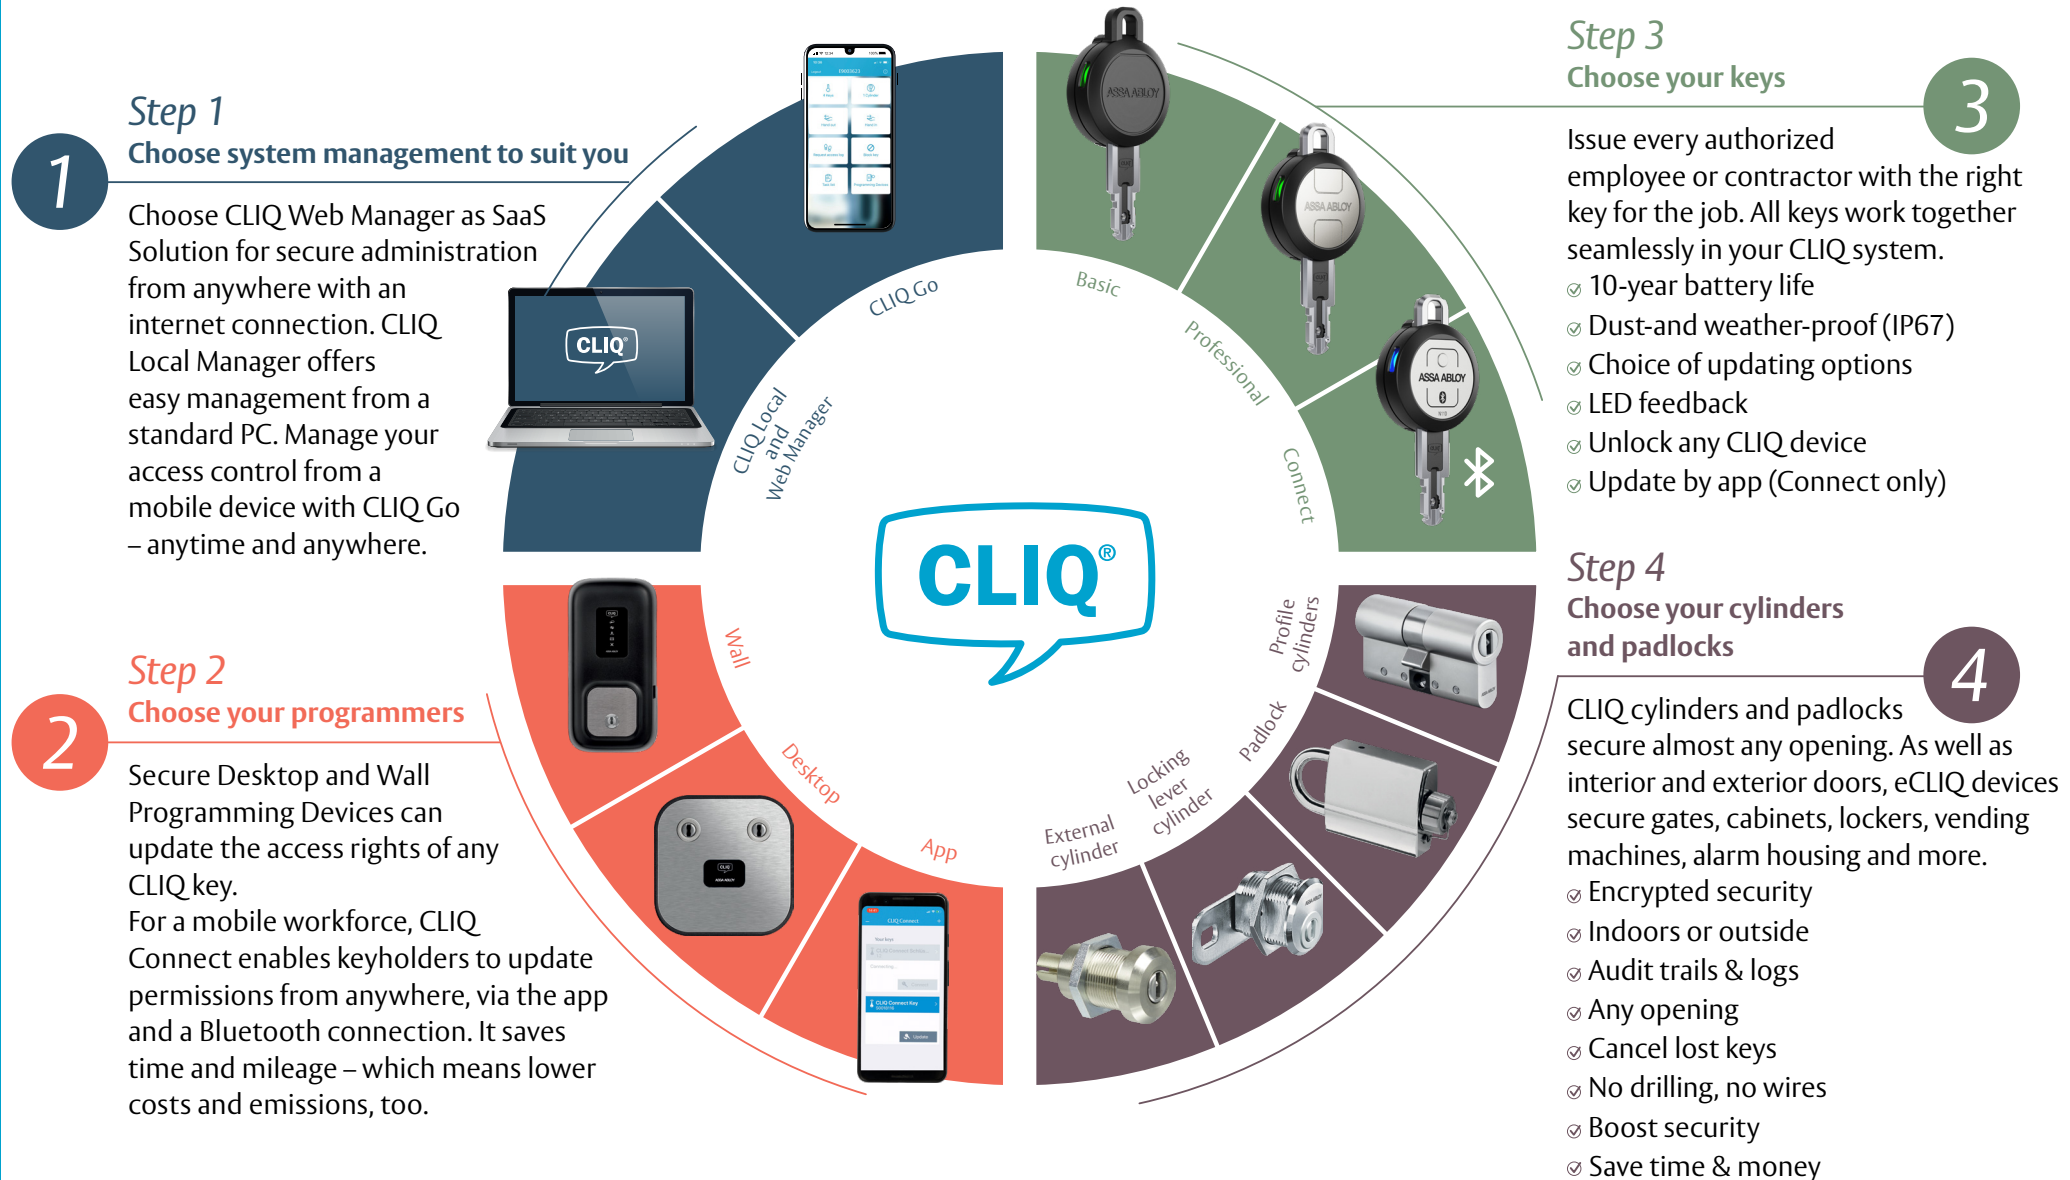 Step 1
Choose system management to suit you
1
Choose CLIQ Web Manager as SaaS
Solution for secure administration
from anywhere with an
internet connection. CLIQ
Local Manager offers
easy management from a
standard PC. Manage your
access control from a
mobile device with CLIQ Go
– anytime and anywhere.
Step 2
Choose your programmers
2
Secure Desktop and Wall
Programming Devices can
update the access rights of any
CLIQ key.
For a mobile workforce, CLIQ
Connect enables keyholders to update
permissions from anywhere, via the app
and a Bluetooth connection. It saves
time and mileage – which means lower
costs and emissions, too.
CLIQ Go
CLIQ®
CLIQ Local
and
Web Manager
Basic
Professional
Connect
ASSA ABLOY
ASSA ABLOY
ASSA ABLOY
CLIQ®
Wall
Desktop
App
CLIQ
CLIQ Connect
Your keys
CLIQ Connect Key
Update
Profile
cylinders
Padlock
Locking
lever
cylinder
External
cylinder
Step 3
Choose your keys
3
Issue every authorized
employee or contractor with the right
key for the job. All keys work together
seamlessly in your CLIQ system.
10-year battery life
Dust-and weather-proof (IP67)
Choice of updating options
LED feedback
Unlock any CLIQ device
Update by app (Connect only)
Step 4
Choose your cylinders
and padlocks
4
CLIQ cylinders and padlocks
secure almost any opening. As well as
interior and exterior doors, eCLIQ devices
secure gates, cabinets, lockers, vending
machines, alarm housing and more.
Encrypted security
Indoors or outside
Audit trails & logs
Any opening
Cancel lost keys
No drilling, no wires
Boost security
Save time & money